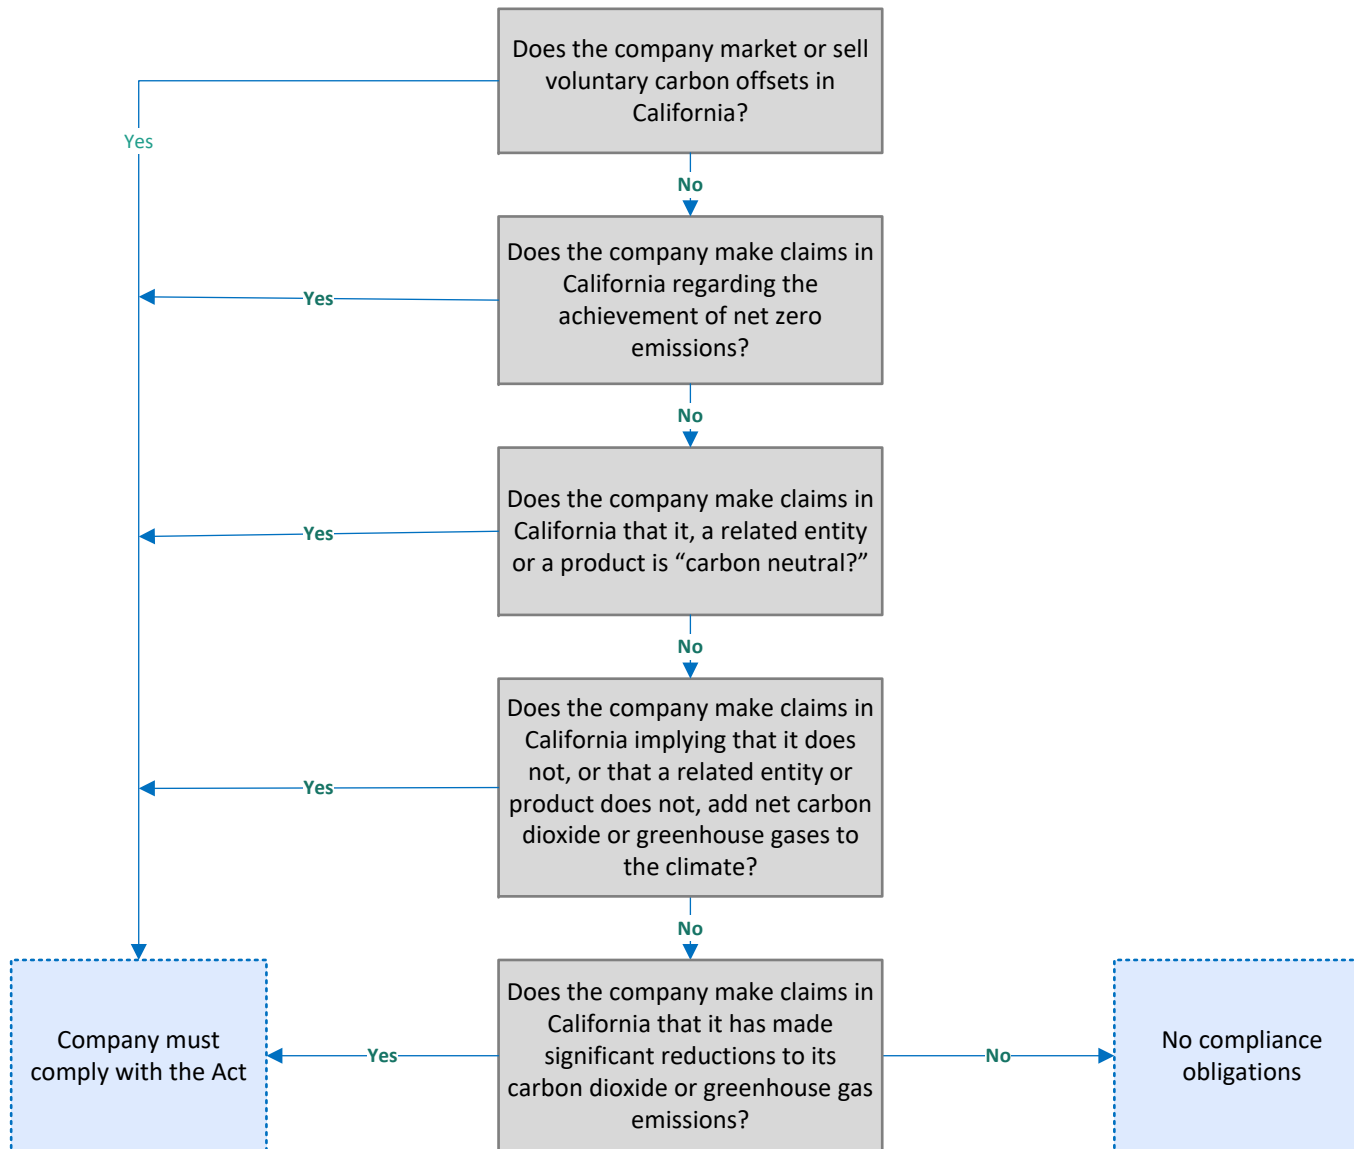 Does the company market or sell
voluntary carbon offsets in
California?
Yes
No
Does the company make claims in
California regarding the
achievement of net zero
emissions?
Yes
No
Does the company make claims in
California that it, a related entity
or a product is “carbon neutral?”
Yes
No
Does the company make claims in
California implying that it does
not, or that a related entity or
product does not, add net carbon
dioxide or greenhouse gases to
the climate?
Yes
No
Does the company make claims in
California that it has made
significant reductions to its
carbon dioxide or greenhouse gas
emissions?
Yes
No
Company must
comply with the Act
No compliance
obligations